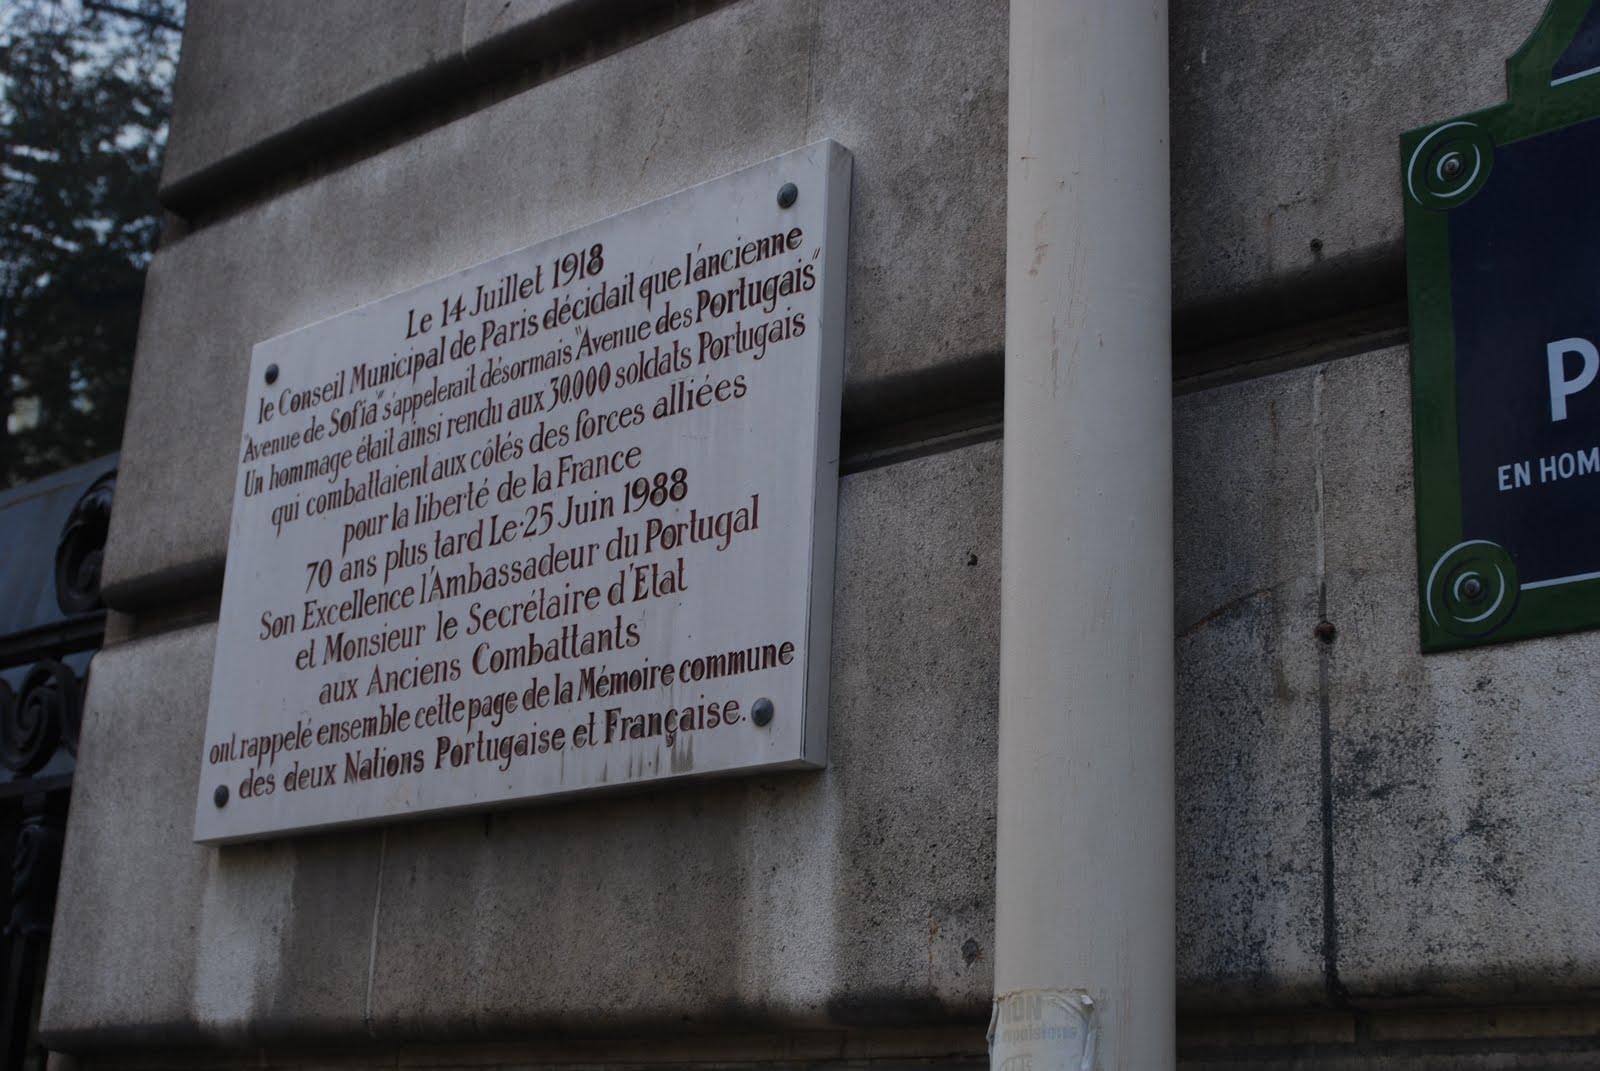 Le 14 Juillet 1918
le Conseil Municipal de Paris décidait que l'ancienne
"Avenue de Sofia" s'appelerait désormais "Avenue des Portugais"
Un hommage était ainsi rendu aux 30.000 soldats Portugais
qui combattaient aux côtés des forces alliées
pour la liberté de la France
70 ans plus tard Le 25 Juin 1988
Son Excellence l'Ambassadeur du Portugal
et Monsieur le Secrétaire d'Etat
aux Anciens Combattants
ont rappelé ensemble cette page de la Mémoire commune
des deux Nations Portugaise et Française.
P
EN HOM